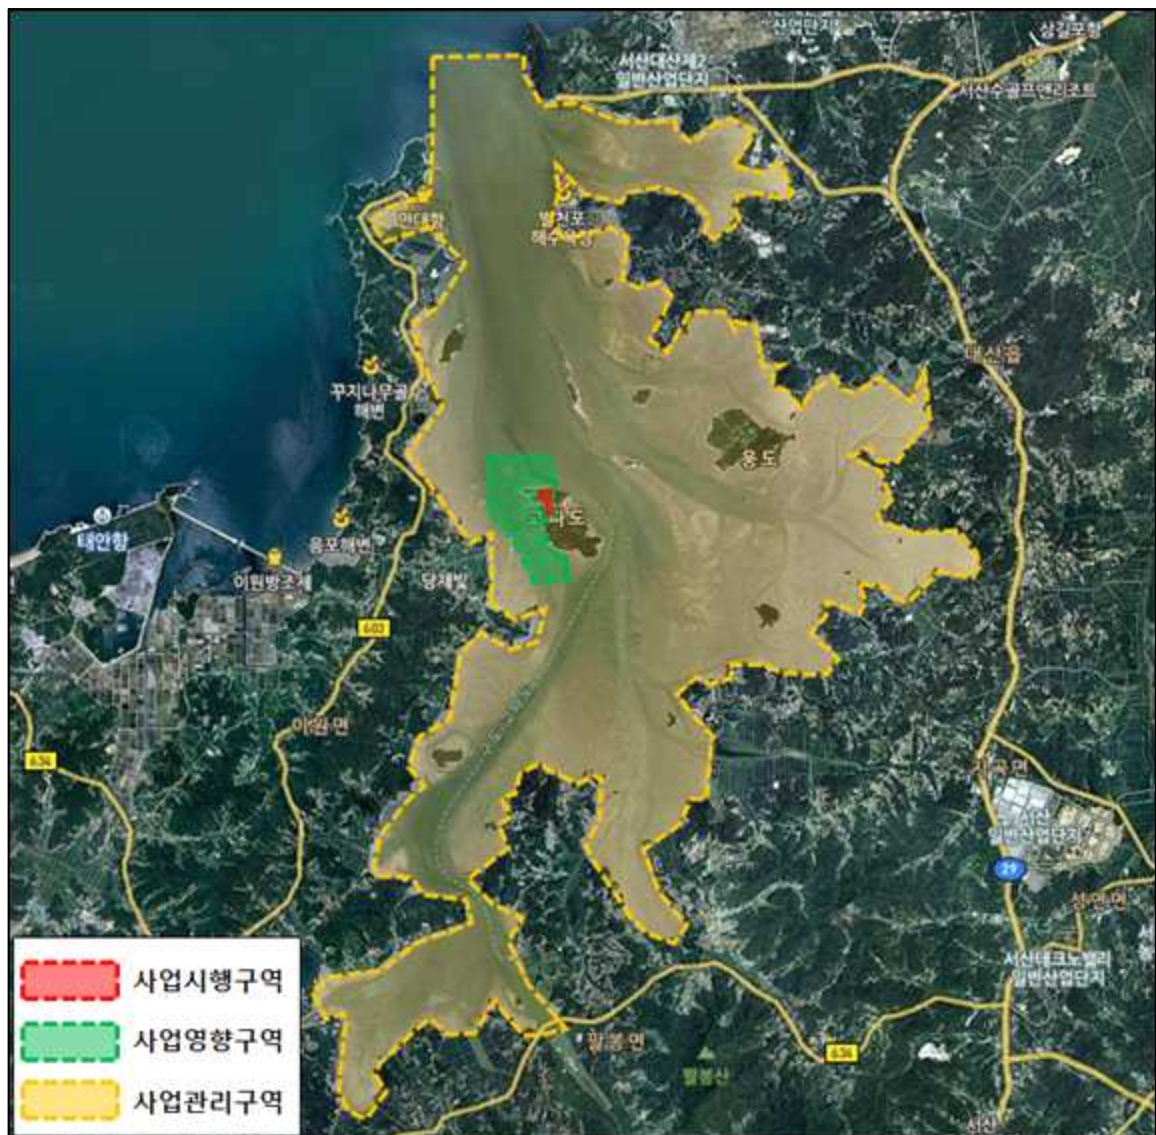 산업단지
삼길포항
서산대산제2
일반산업단지
서산수골프앤리조트
벌천포
해수욕장
대산읍
꾸지나무골
해변
웅도
고파도
태안항
음포해변
이원방조제
당재빌
603
이원면
634
지곡면
서산
일반산업단지
29
성연면
서산테크노밸리
일반산업단지
팔봉면
634
팔봉산
서산
사업시행구역
사업영향구역
사업관리구역